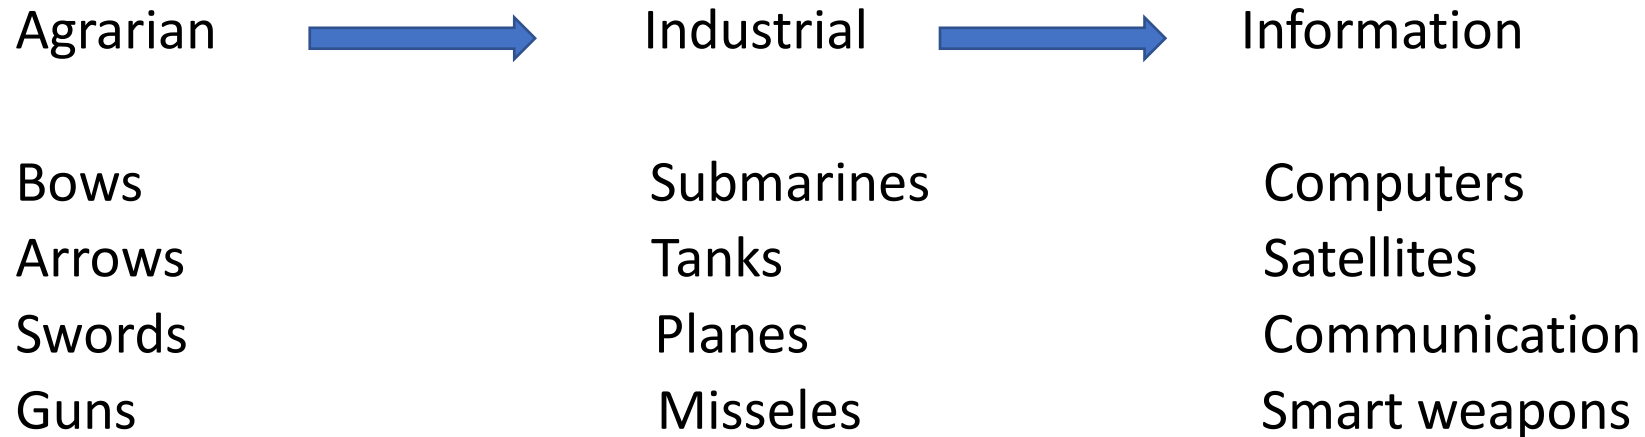 Agrarian Industrial Information
Bows Submarines Computers
Arrows Tanks Satellites
Swords Planes Communication
Guns Misseles Smart weapons